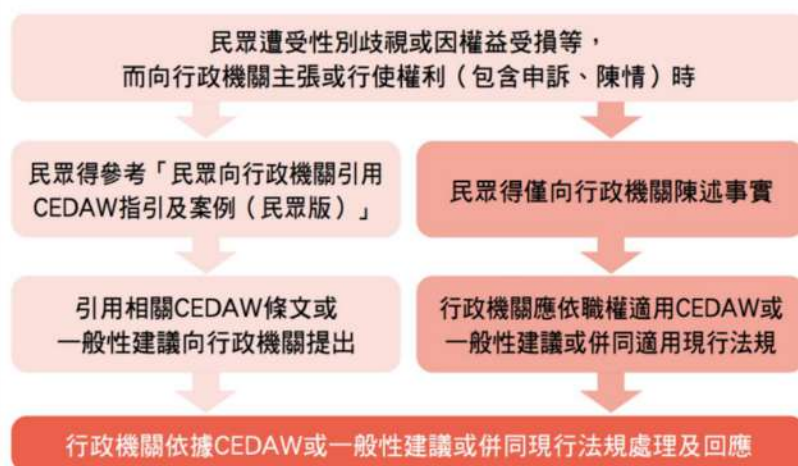 民眾遭受性別歧視或因權益受損等，
而向行政機關主張或行使權利（包含申訴、陳情）時
民眾得參考「民眾向行政機關引用
CEDAW指引及案例（民眾版）」
民眾得僅向行政機關陳述事實
引用相關CEDAW條文或
一般性建議向行政機關提出
行政機關應依職權適用CEDAW或
一般性建議或併同適用現行法規
行政機關依據CEDAW或一般性建議或併同現行法規處理及回應